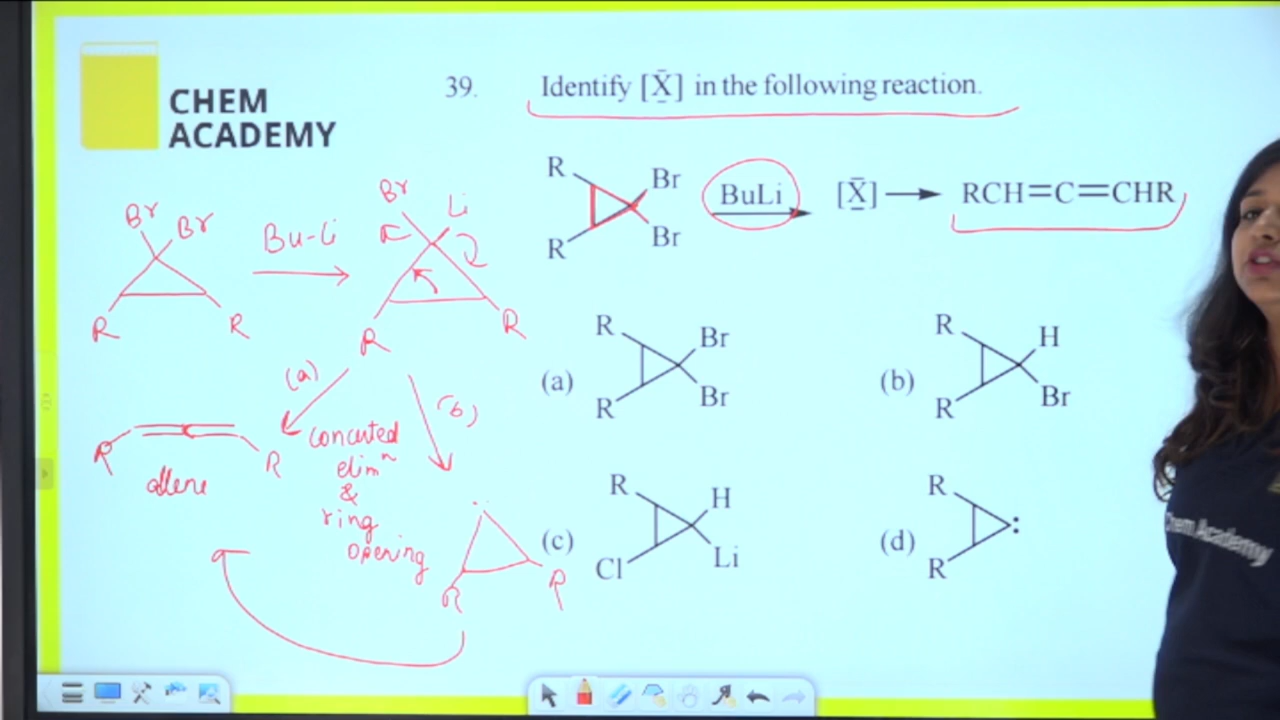 CHEM
ACADEMY
39. Identify [X̄] in the following reaction.
R
R
Br
Br
BuLi
[X̄]
RCH=C=CHR
(a)
R
R
Br
Br
(b)
R
R
H
Br
(c)
R
Cl
H
Li
(d)
R
R
:
Br
Br
R
R
Bu-Li
Br
Li
R
R
(a)
(b)
R
R
allene
concerted
elimⁿ
&
ring
opening
R
R
Chem Academy